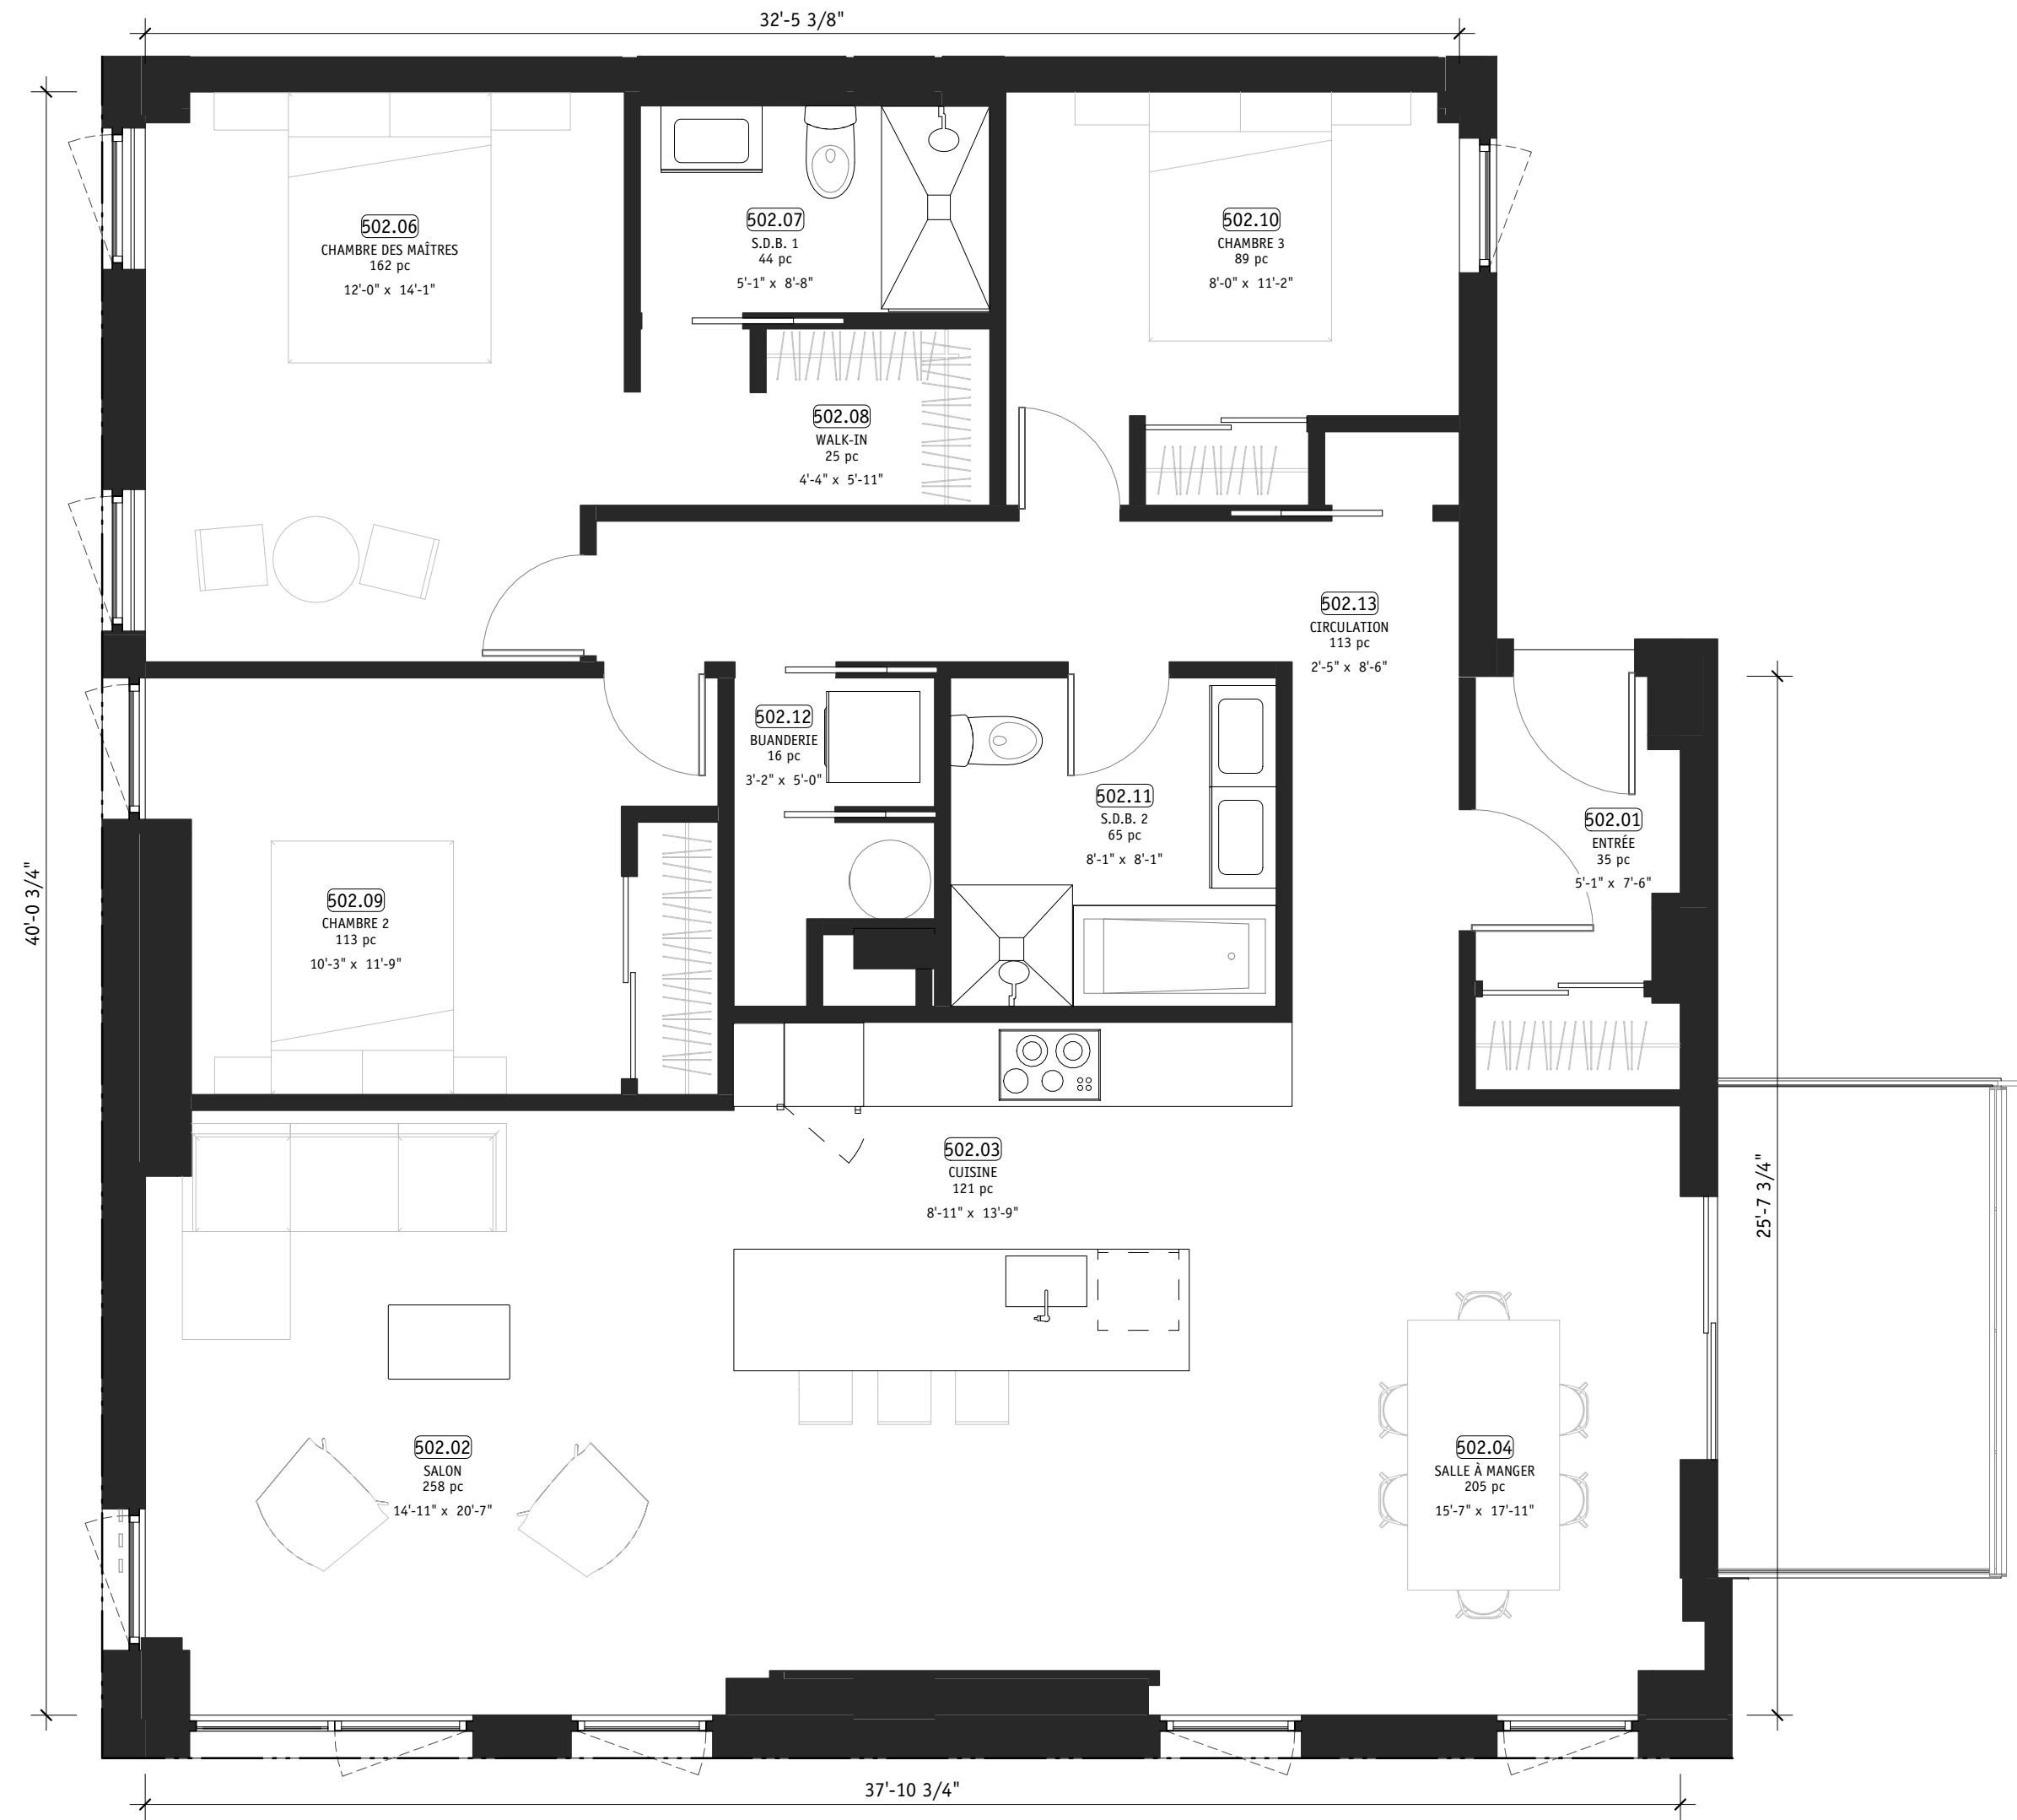 32'-5 3/8"
502.06
CHAMBRE DES MAÎTRES
162 pc
12'-0" x 14'-1"
502.07
S.D.B. 1
44 pc
5'-1" x 8'-8"
502.10
CHAMBRE 3
89 pc
8'-0" x 11'-2"
502.08
WALK-IN
25 pc
4'-4" x 5'-11"
502.13
CIRCULATION
113 pc
2'-5" x 8'-6"
502.12
BUANDERIE
16 pc
3'-2" x 5'-0"
502.11
S.D.B. 2
65 pc
8'-1" x 8'-1"
502.01
ENTRÉE
35 pc
5'-1" x 7'-6"
40'-0 3/4"
502.09
CHAMBRE 2
113 pc
10'-3" x 11'-9"
502.03
CUISINE
121 pc
8'-11" x 13'-9"
25'-7 3/4"
502.02
SALON
258 pc
14'-11" x 20'-7"
502.04
SALLE À MANGER
205 pc
15'-7" x 17'-11"
37'-10 3/4"